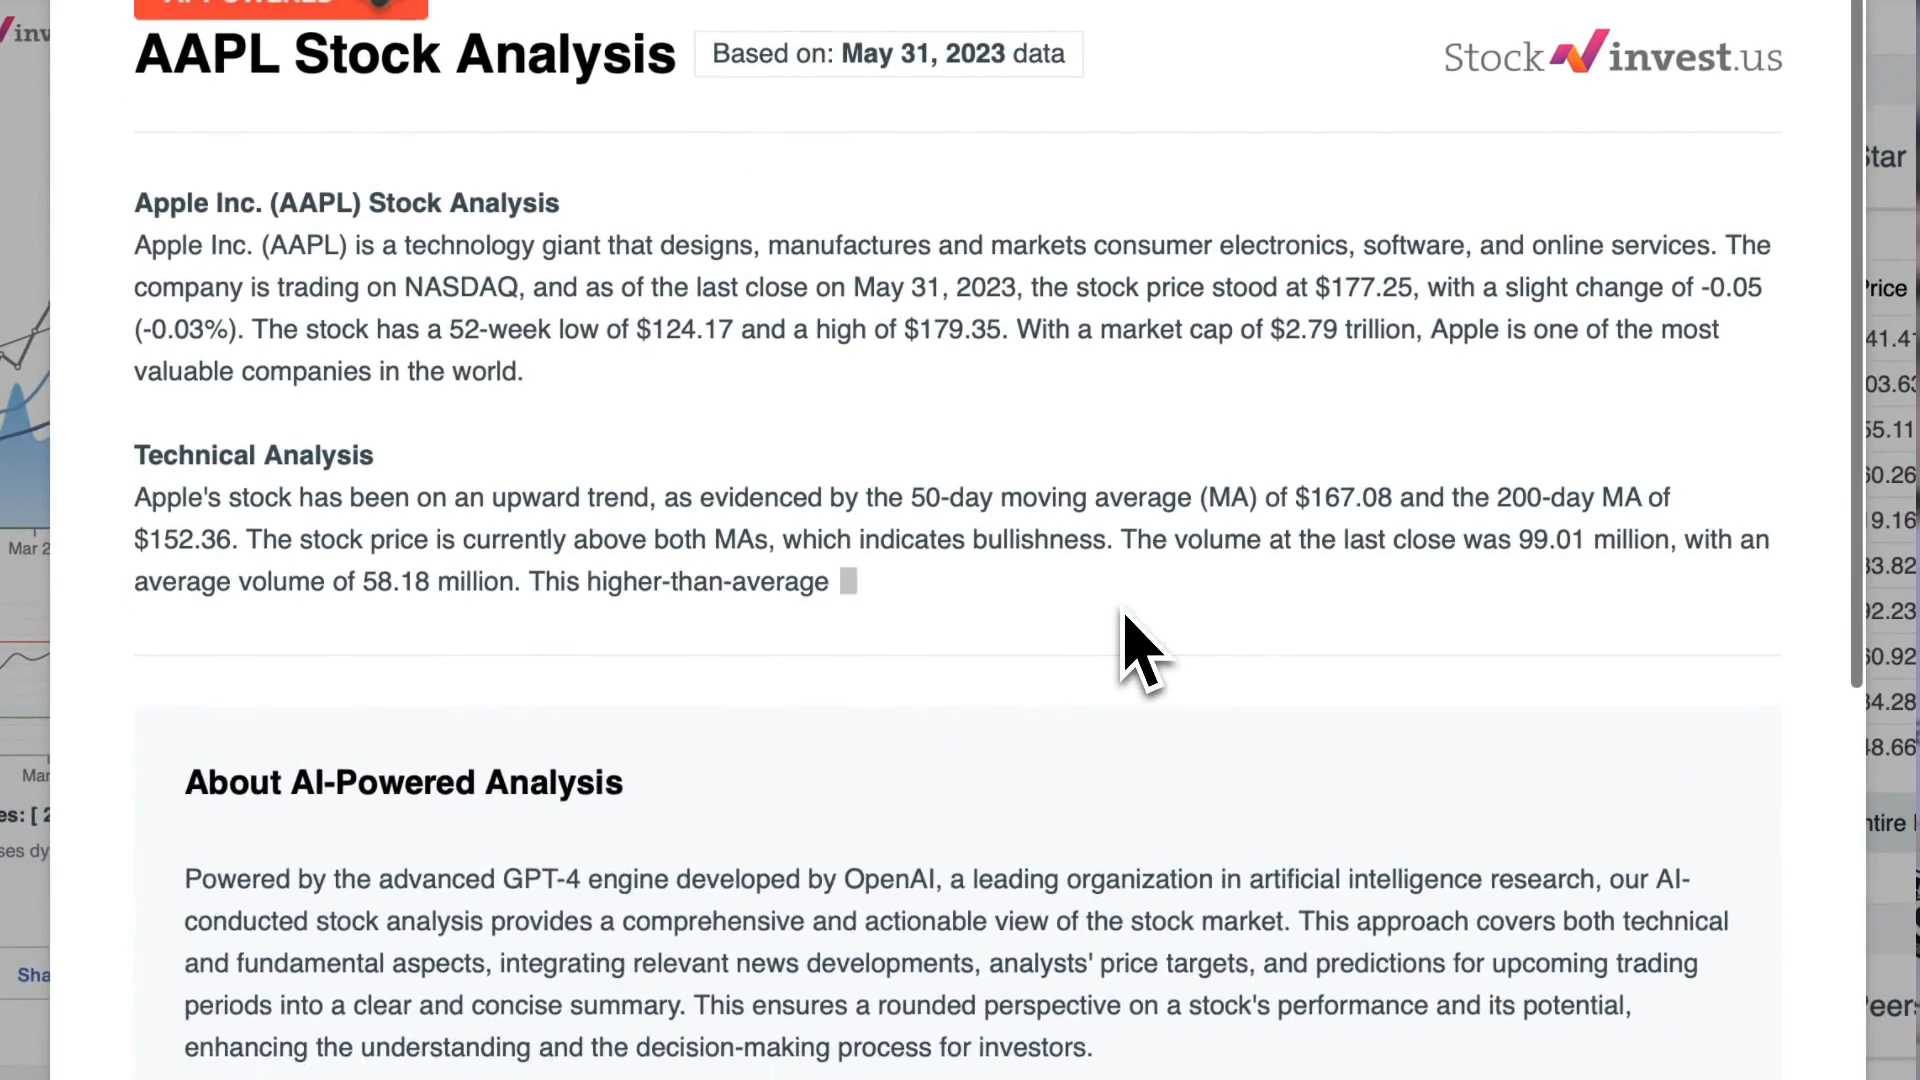 AAPL Stock Analysis
Based on: May 31, 2023 data
Stock invest.us
Apple Inc. (AAPL) Stock Analysis
Apple Inc. (AAPL) is a technology giant that designs, manufactures and markets consumer electronics, software, and online services. The
company is trading on NASDAQ, and as of the last close on May 31, 2023, the stock price stood at $177.25, with a slight change of -0.05
(-0.03%). The stock has a 52-week low of $124.17 and a high of $179.35. With a market cap of $2.79 trillion, Apple is one of the most
valuable companies in the world.
Technical Analysis
Apple's stock has been on an upward trend, as evidenced by the 50-day moving average (MA) of $167.08 and the 200-day MA of
$152.36. The stock price is currently above both MAs, which indicates bullishness. The volume at the last close was 99.01 million, with an
average volume of 58.18 million. This higher-than-average
About AI-Powered Analysis
Powered by the advanced GPT-4 engine developed by OpenAI, a leading organization in artificial intelligence research, our AI-
conducted stock analysis provides a comprehensive and actionable view of the stock market. This approach covers both technical
and fundamental aspects, integrating relevant news developments, analysts' price targets, and predictions for upcoming trading
periods into a clear and concise summary. This ensures a rounded perspective on a stock's performance and its potential,
enhancing the understanding and the decision-making process for investors.